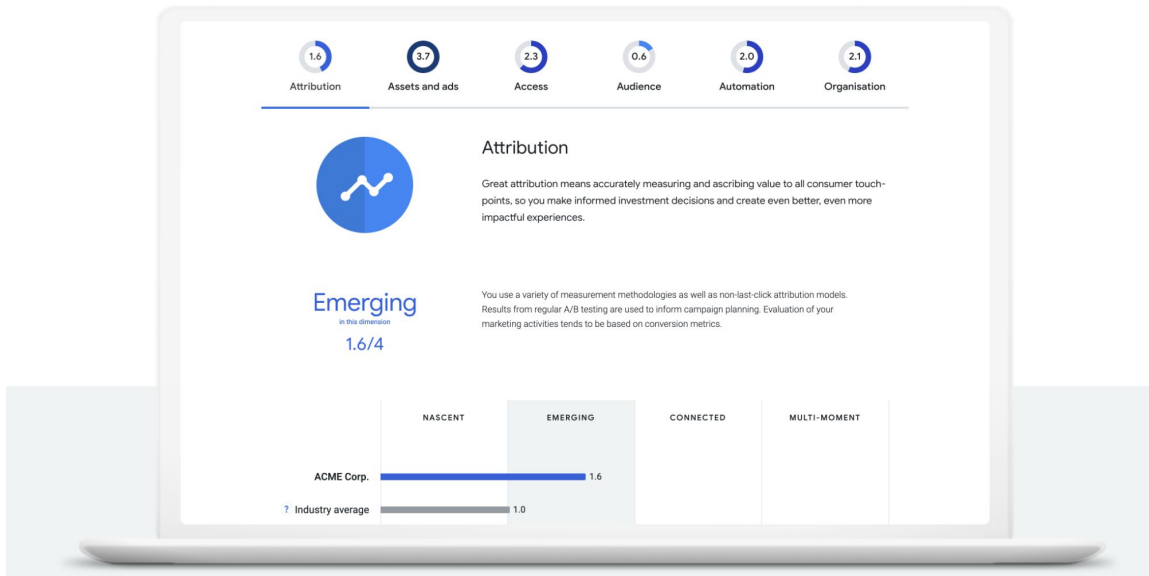 1.6 3.7 2.3 0.6 2.0 2.1
Attribution Assets and ads Access Audience Automation Organisation
Attribution
Great attribution means accurately measuring and ascribing value to all consumer touch-
points, so you make informed investment decisions and create even better, even more
impactful experiences.
Emerging
in this dimension
1.6/4
You use a variety of measurement methodologies as well as non-last-click attribution models.
Results from regular A/B testing are used to inform campaign planning. Evaluation of your
marketing activities tends to be based on conversion metrics.
NASCENT EMERGING CONNECTED MULTI-MOMENT
ACME Corp. 1.6
? Industry average 1.0